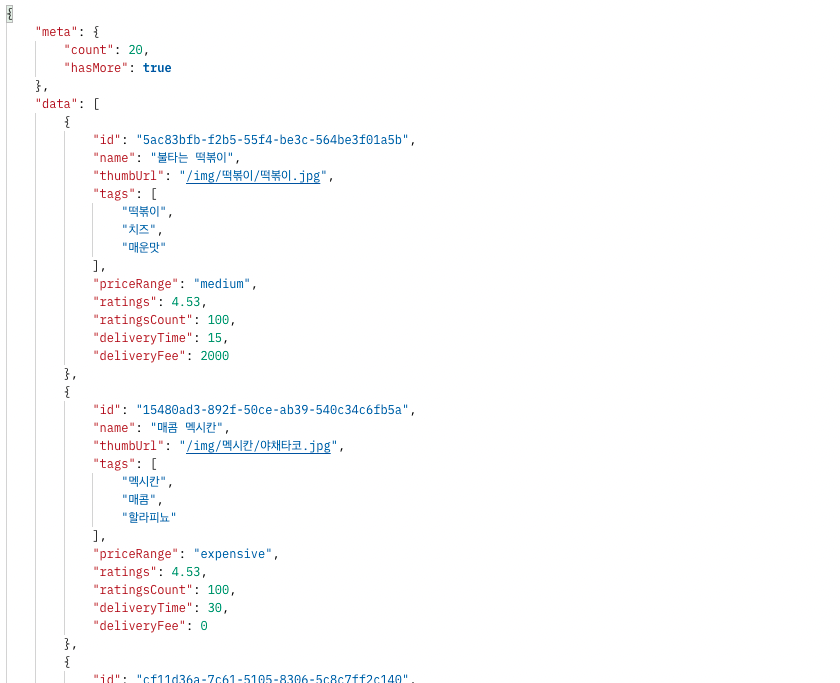 {
"meta": {
"count": 20,
"hasMore": true
},
"data": [
{
"id": "5ac83bfb-f2b5-55f4-be3c-564be3f01a5b",
"name": "불타는 떡볶이",
"thumbUrl": "/img/떡볶이/떡볶이.jpg",
"tags": [
"떡볶이",
"치즈",
"매운맛"
],
"priceRange": "medium",
"ratings": 4.53,
"ratingsCount": 100,
"deliveryTime": 15,
"deliveryFee": 2000
},
{
"id": "15480ad3-892f-50ce-ab39-540c34c6fb5a",
"name": "매콤 멕시칸",
"thumbUrl": "/img/멕시칸/야채타코.jpg",
"tags": [
"멕시칸",
"매콤",
"할라피뇨"
],
"priceRange": "expensive",
"ratings": 4.53,
"ratingsCount": 100,
"deliveryTime": 30,
"deliveryFee": 0
},
{
"id": "cf11d36a-7c61-5105-8306-5c8c7ff2c140",